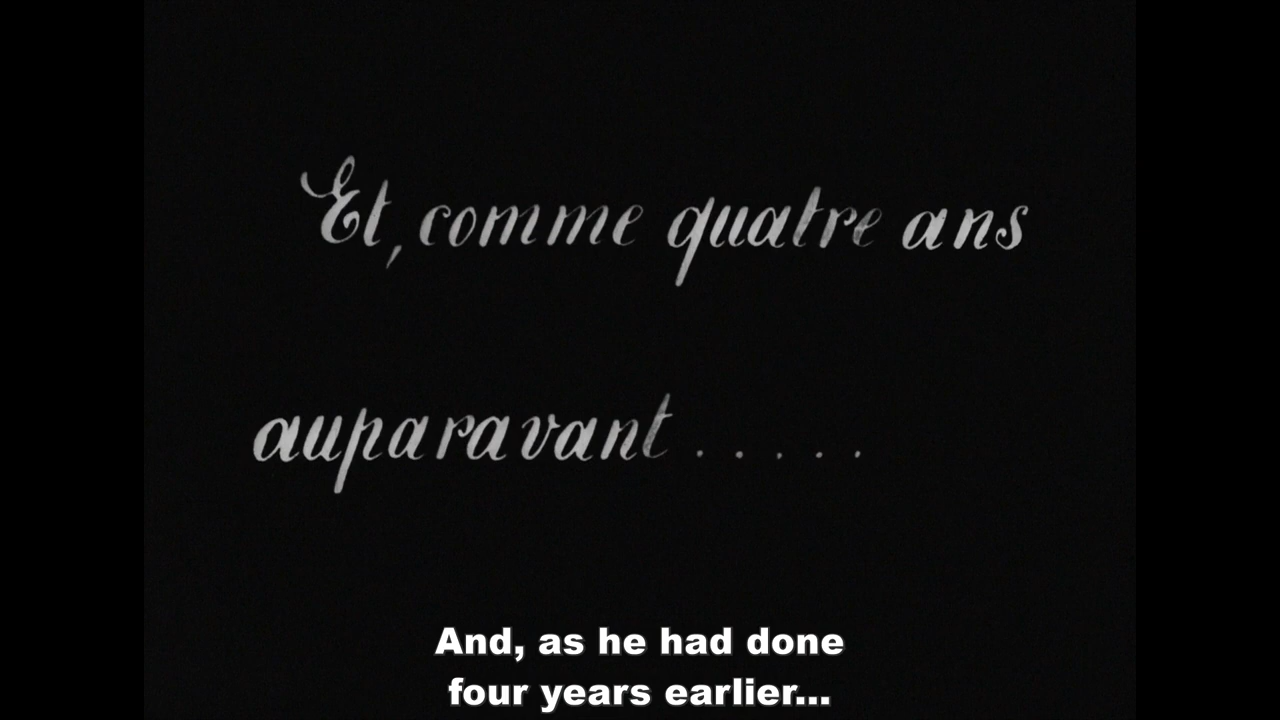 Et, comme quatre ans
auparavant.....
And, as he had done
four years earlier...